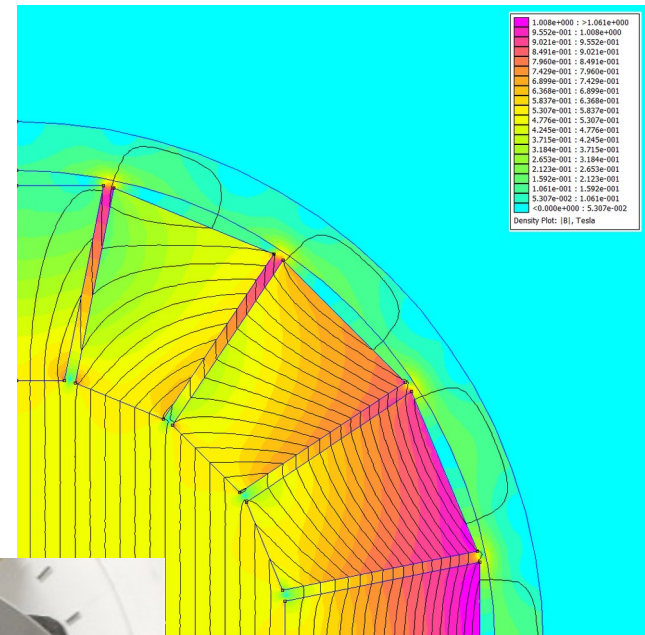 1.008e+000 : >1.061e+000
9.552e-001 : 1.008e+000
9.021e-001 : 9.552e-001
8.491e-001 : 9.021e-001
7.960e-001 : 8.491e-001
7.429e-001 : 7.960e-001
6.899e-001 : 7.429e-001
6.368e-001 : 6.899e-001
5.837e-001 : 6.368e-001
5.307e-001 : 5.837e-001
4.776e-001 : 5.307e-001
4.245e-001 : 4.776e-001
3.715e-001 : 4.245e-001
3.184e-001 : 3.715e-001
2.653e-001 : 3.184e-001
2.123e-001 : 2.653e-001
1.592e-001 : 2.123e-001
1.061e-001 : 1.592e-001
5.307e-002 : 1.061e-001
<0.000e+000 : 5.307e-002
Density Plot: |B|, Tesla